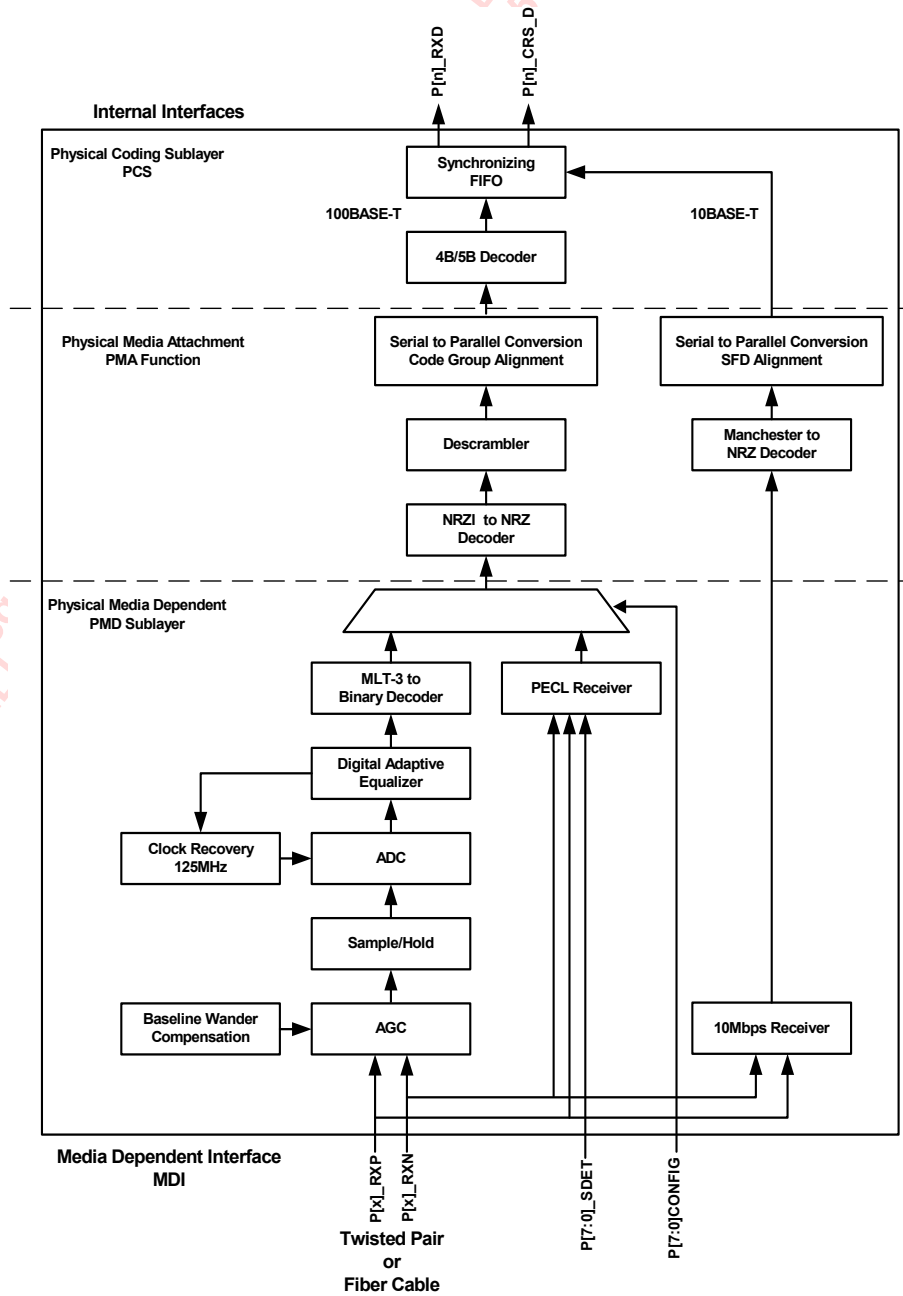 P[n]_RXD
P[n]_CRS_D
Internal Interfaces
Physical Coding Sublayer
PCS
Synchronizing
FIFO
100BASE-T
10BASE-T
4B/5B Decoder
Physical Media Attachment
PMA Function
Serial to Parallel Conversion
Code Group Alignment
Serial to Parallel Conversion
SFD Alignment
Descrambler
Manchester to
NRZ Decoder
NRZI to NRZ
Decoder
Physical Media Dependent
PMD Sublayer
MLT-3 to
Binary Decoder
PECL Receiver
Digital Adaptive
Equalizer
Clock Recovery
125MHz
ADC
Sample/Hold
Baseline Wander
Compensation
AGC
10Mbps Receiver
Media Dependent Interface
MDI
P[x]_RXP
P[x]_RXN
P[7:0]_SDET
P[7:0]CONFIG
Twisted Pair
or
Fiber Cable